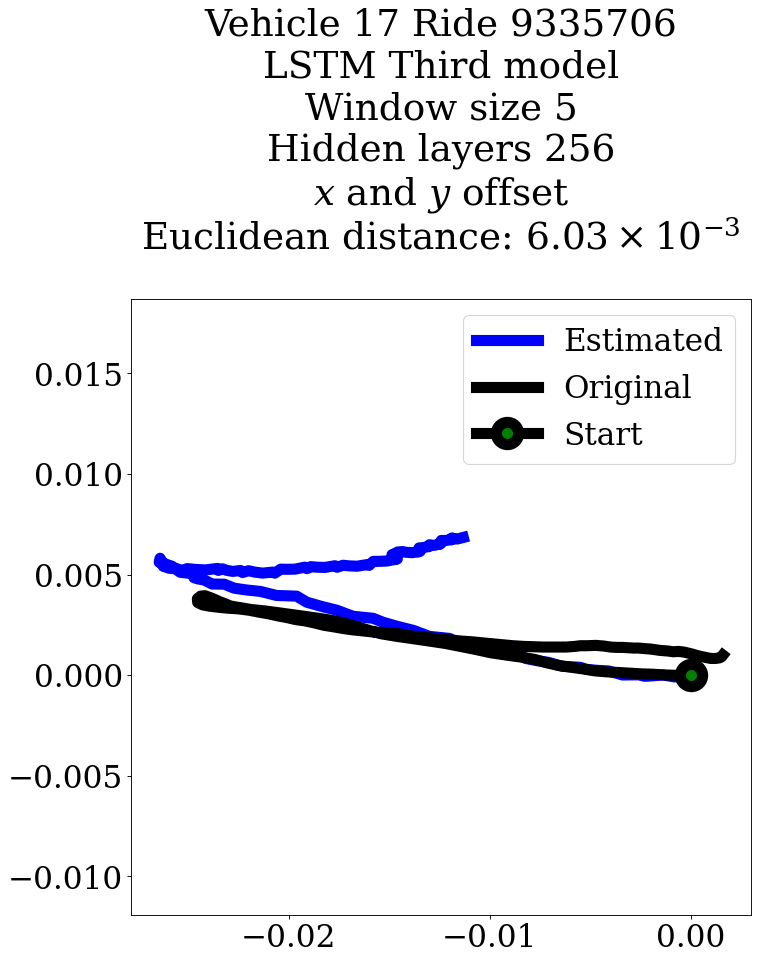 Vehicle 17 Ride 9335706
LSTM Third model
Window size 5
Hidden layers 256
x and y offset
Euclidean distance: 6.03 × 10⁻³
Estimated
Original
Start
0.015
0.010
0.005
0.000
−0.005
−0.010
−0.02
−0.01
0.00